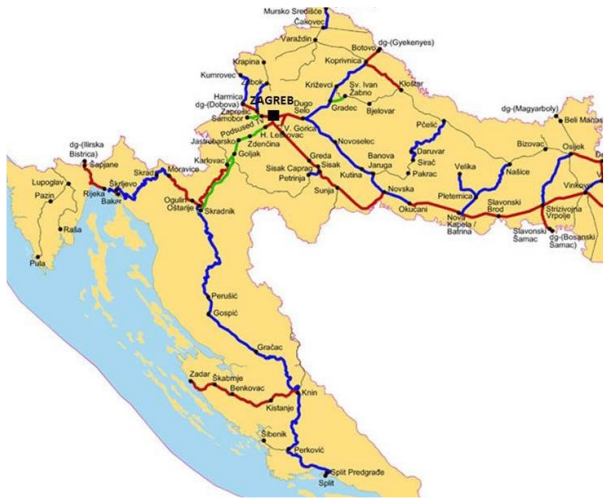 Mursko Središće
Čakovec
Varaždin
dg-(Gyekenyes)
Botovo
Krapina
Koprivnica
Kumrovec
Zabok
Kloštar
Harmica
dg-(Dobova)
ZAGREB
Križevci
Sv. Ivan
Žabno
Dugo
Selo
Gradec
Bjelovar
Zaprešić
Samobor
Podsused
V. Gorica
H. Leskovac
Zdenčina
Jastrebarsko
Goljak
Karlovac
Novoselec
Pčelić
dg-(Magyarboly)
Beli Manas
Greda
Sisak
Sisak Caprag
Petrinja
Sunja
Banova
Jaruga
Kutina
Daruvar
Sirač
Pakrac
Velika
Našice
Bizovac
Osijek
Novska
Okučani
Pleternica
Nova
Kapela/
Batrina
Slavonski
Brod
Strizivojna
Vrpolje
Vinkov
Slavonski
Šamac
dg-(Bosanski
Šamac)
dg-(Ilirska
Bistrica)
Šapjane
Skrad
Moravice
Lupoglav
Škrljevo
Rijeka
Bakar
Pazin
Raša
Pula
Ogulin
Oštarije
Skradnik
Perušić
Gospić
Gračac
Zadar
Škabrnje
Benkovac
Kistanje
Knin
Šibenik
Perković
Split Predgrađe
Split